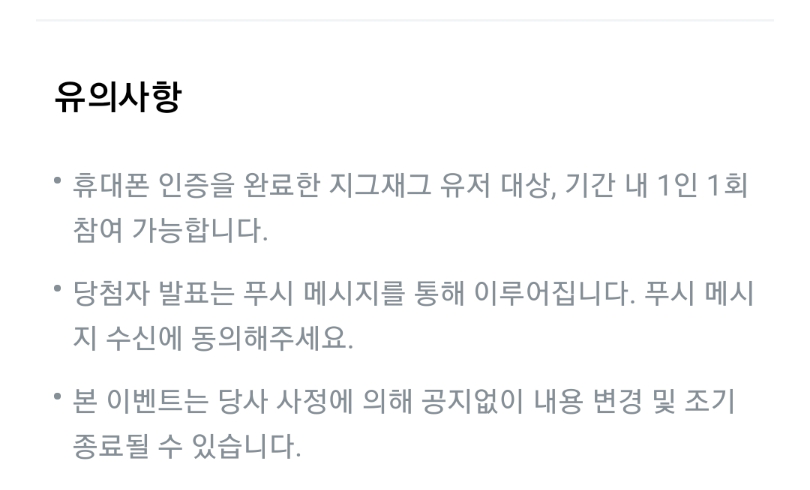 유의사항
• 휴대폰 인증을 완료한 지그재그 유저 대상, 기간 내 1인 1회
참여 가능합니다.
• 당첨자 발표는 푸시 메시지를 통해 이루어집니다. 푸시 메시
지 수신에 동의해주세요.
• 본 이벤트는 당사 사정에 의해 공지없이 내용 변경 및 조기
종료될 수 있습니다.